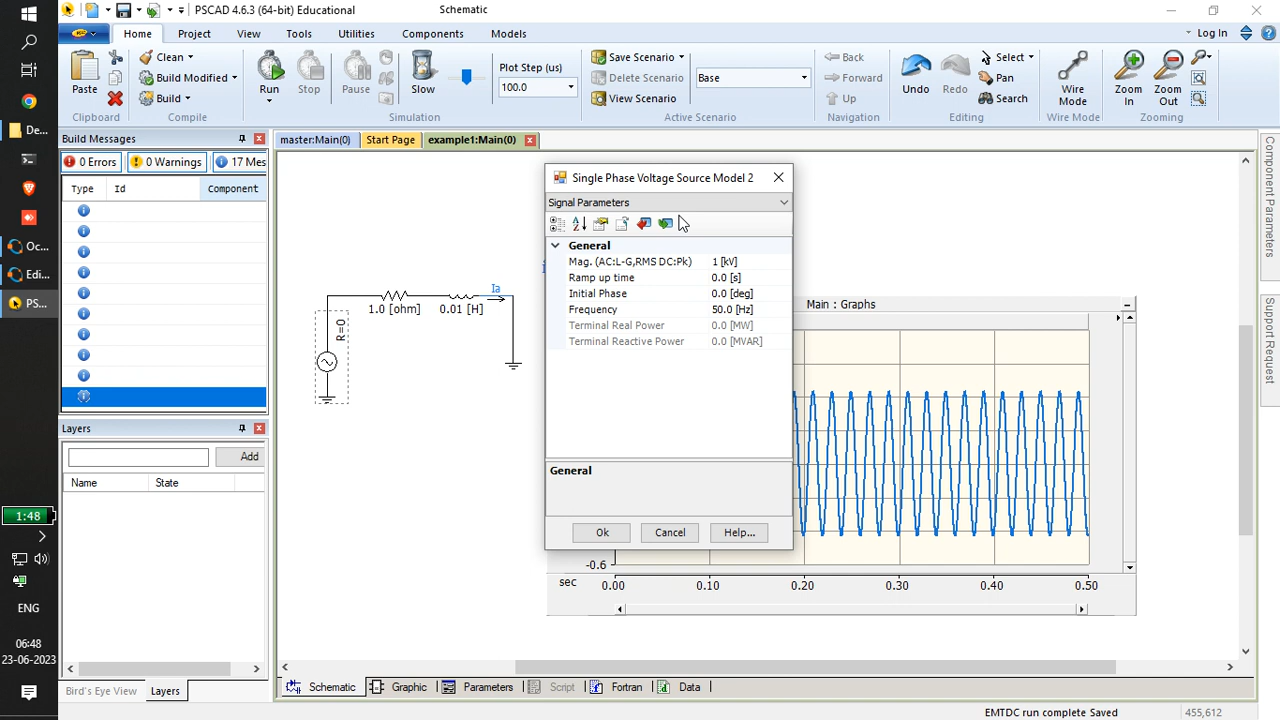 PSCAD 4.6.3 (64-bit) Educational
Schematic
Home
Project
View
Tools
Utilities
Components
Models
Log In
Paste
Clean
Build Modified
Build
Run
Stop
Pause
Slow
Plot Step (us)
100.0
Save Scenario
Delete Scenario
View Scenario
Base
Back
Forward
Up
Undo
Redo
Select
Pan
Search
Wire
Mode
Zoom
In
Zoom
Out
Clipboard
Compile
Simulation
Active Scenario
Navigation
Editing
Wire Mode
Zooming
Build Messages
master:Main(0)
Start Page
example1:Main(0)
0 Errors
0 Warnings
17 Mes
Type
Id
Component
Layers
Add
Name
State
Bird's Eye View
Layers
Single Phase Voltage Source Model 2
Signal Parameters
General
Mag. (AC:L-G,RMS DC:Pk) 1 [kV]
Ramp up time 0.0 [s]
Initial Phase 0.0 [deg]
Frequency 50.0 [Hz]
Terminal Real Power 0.0 [MW]
Terminal Reactive Power 0.0 [MVAR]
General
Ok
Cancel
Help...
Ia
1.0 [ohm]
0.01 [H]
R=0
Main : Graphs
-0.6
sec
0.00
0.10
0.20
0.30
0.40
0.50
Component Parameters
Support Request
Schematic
Graphic
Parameters
Script
Fortran
Data
EMTDC run complete Saved
455,612
De...
Oc...
Edi...
PS...
1:48
ENG
06:48
23-06-2023